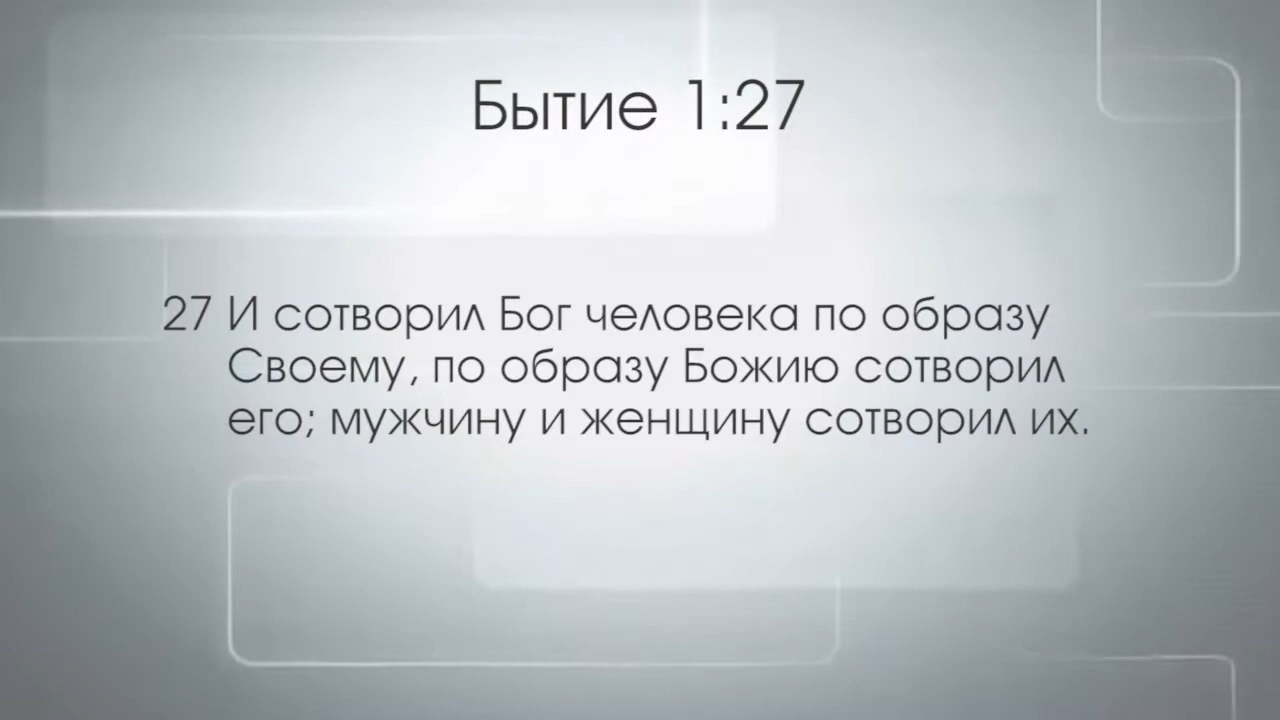 Бытие 1:27
27 И сотворил Бог человека по образу
Своему, по образу Божию сотворил
его; мужчину и женщину сотворил их.